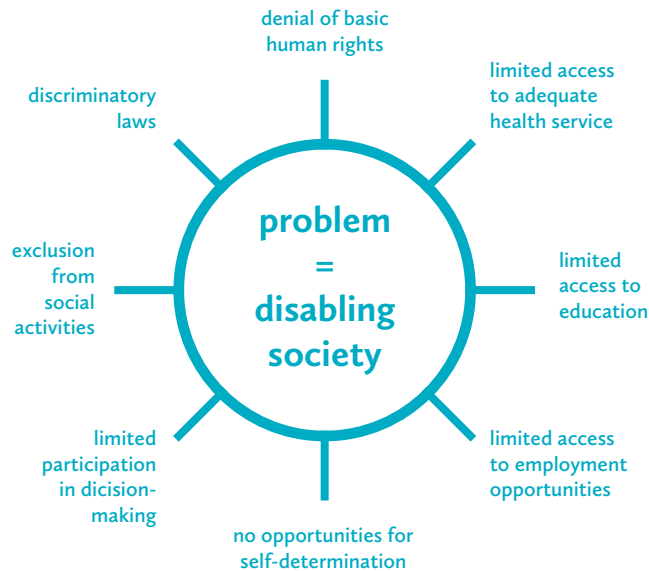 denial of basic
human rights
limited access
to adequate
health service
limited
access to
education
limited access
to employment
opportunities
no opportunities for
self-determination
limited
participation
in dicision-
making
exclusion
from
social
activities
discriminatory
laws
problem
=
disabling
society